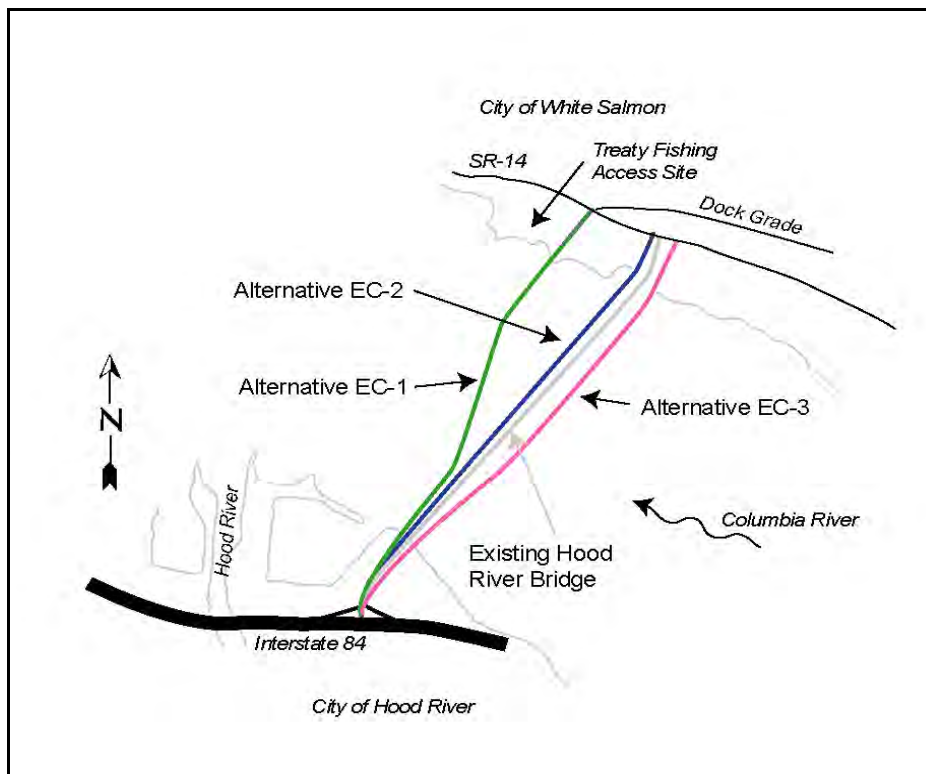 City of White Salmon
SR-14
Treaty Fishing
Access Site
Dock Grade
Alternative EC-2
Alternative EC-1
Alternative EC-3
N
Hood River
Columbia River
Existing Hood
River Bridge
Interstate 84
City of Hood River